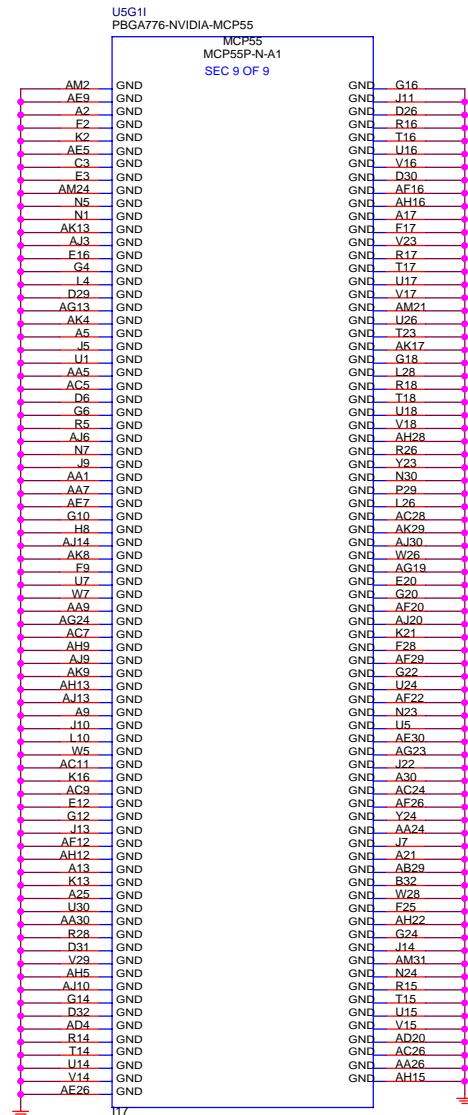 U5G1I
PBGA776-NVIDIA-MCP55
MCP55
MCP55P-N-A1
SEC 9 OF 9
AM2 GND GND G16
AE9 GND GND J11
A2 GND GND D26
F2 GND GND R16
K2 GND GND T16
AE5 GND GND U16
C3 GND GND V16
E3 GND GND D30
AM24 GND GND AF16
N5 GND GND AH16
N1 GND GND A17
AK13 GND GND F17
AJ3 GND GND V23
E16 GND GND R17
G4 GND GND T17
L4 GND GND U17
D29 GND GND V17
AG13 GND GND AM21
AK4 GND GND U26
A5 GND GND T23
J5 GND GND AK17
U1 GND GND G18
AA5 GND GND L28
AC5 GND GND R18
D6 GND GND T18
G6 GND GND U18
R5 GND GND V18
AJ6 GND GND AH28
N7 GND GND R26
J9 GND GND Y23
AA1 GND GND N30
AA7 GND GND P29
AE7 GND GND L26
G10 GND GND AC28
H8 GND GND AK29
AJ14 GND GND AJ30
AK8 GND GND W26
F9 GND GND AG19
U7 GND GND E20
W7 GND GND G20
AA9 GND GND AF20
AG24 GND GND AJ20
AC7 GND GND K21
AH9 GND GND F28
AJ9 GND GND AF29
AK9 GND GND G22
AH13 GND GND U24
AJ13 GND GND AF22
A9 GND GND N23
J10 GND GND U5
L10 GND GND AE30
W5 GND GND AG23
AC11 GND GND J22
K16 GND GND A30
AC9 GND GND AC24
E12 GND GND AF26
G12 GND GND Y24
J13 GND GND AA24
AF12 GND GND J7
AH12 GND GND A21
A13 GND GND AB29
K13 GND GND B32
A25 GND GND W28
U30 GND GND F25
AA30 GND GND AH22
R28 GND GND G24
D31 GND GND J14
V29 GND GND AM31
AH5 GND GND N24
AJ10 GND GND R15
G14 GND GND T15
D32 GND GND U15
AD4 GND GND V15
R14 GND GND AD20
T14 GND GND AC26
U14 GND GND AA26
V14 GND GND AH15
AE26 GND
I17